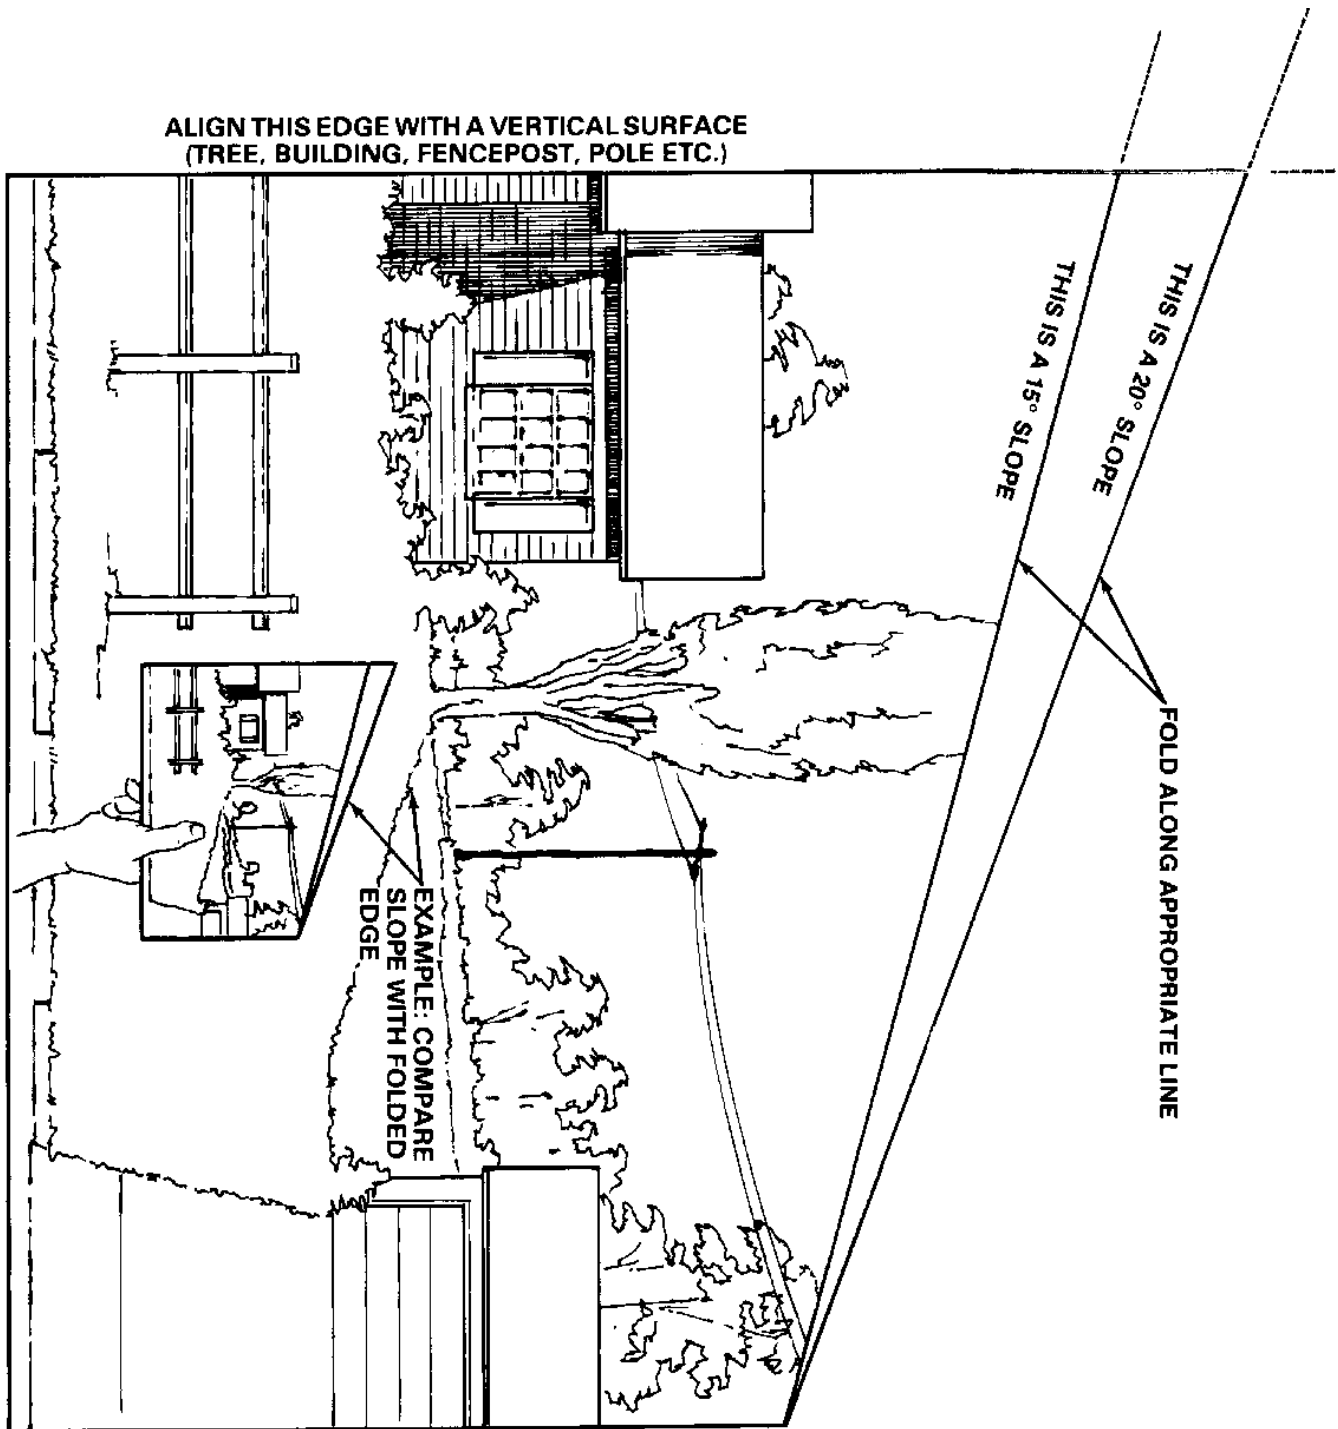 ALIGN THIS EDGE WITH A VERTICAL SURFACE
(TREE, BUILDING, FENCEPOST, POLE ETC.)
THIS IS A 15° SLOPE
THIS IS A 20° SLOPE
FOLD ALONG APPROPRIATE LINE
EXAMPLE: COMPARE
SLOPE WITH FOLDED
EDGE